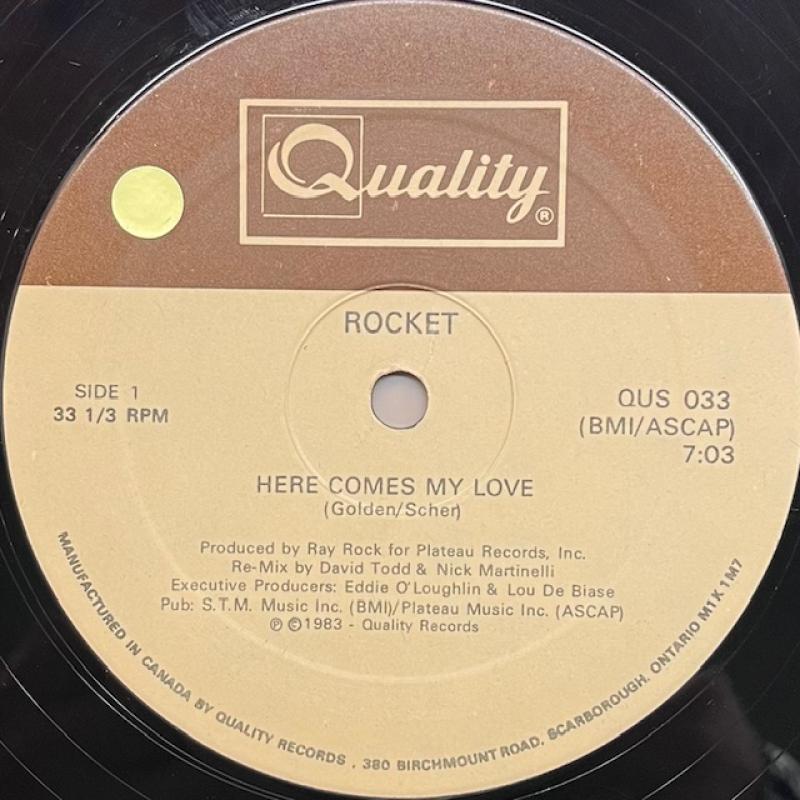 Quality ®
ROCKET
SIDE 1
33 1/3 RPM
QUS 033
(BMI/ASCAP)
7:03
HERE COMES MY LOVE
(Golden/Scher)
Produced by Ray Rock for Plateau Records, Inc.
Re-Mix by David Todd & Nick Martinelli
Executive Producers: Eddie O'Loughlin & Lou De Biase
Pub: S.T.M. Music Inc. (BMI)/Plateau Music Inc. (ASCAP)
℗ ©1983 - Quality Records
MANUFACTURED IN CANADA BY QUALITY RECORDS . 380 BIRCHMOUNT ROAD, SCARBOROUGH, ONTARIO M1K 1M7